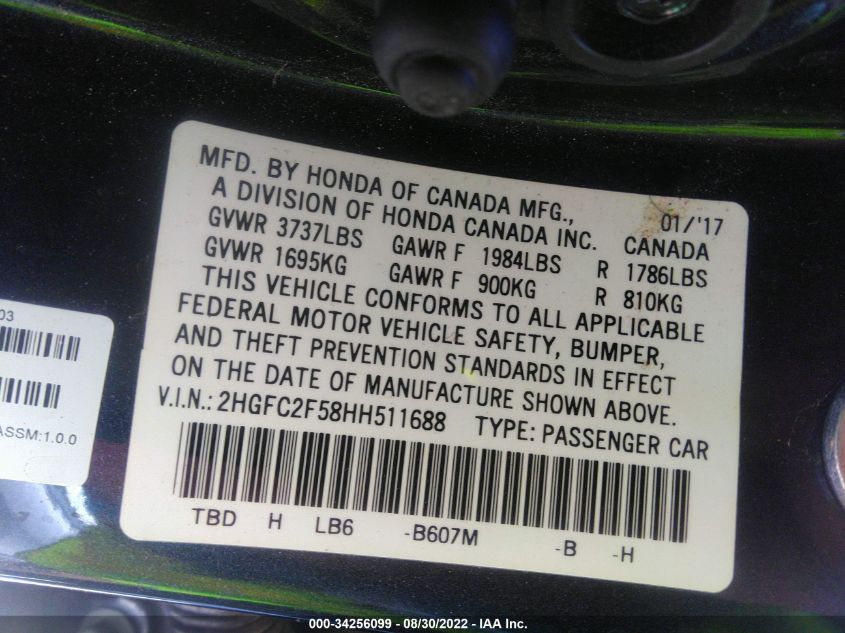 MFD. BY HONDA OF CANADA MFG.,
A DIVISION OF HONDA CANADA INC. 01/'17
GVWR 3737LBS GAWR F 1984LBS CANADA
GVWR 1695KG GAWR F 900KG R 1786LBS
R 810KG
THIS VEHICLE CONFORMS TO ALL APPLICABLE
FEDERAL MOTOR VEHICLE SAFETY, BUMPER,
AND THEFT PREVENTION STANDARDS IN EFFECT
ON THE DATE OF MANUFACTURE SHOWN ABOVE.
V.I.N.: 2HGFC2F58HH511688 TYPE: PASSENGER CAR
TBD H LB6 -B607M -B -H
03
ASSM:1.0.0
000-34256099 - 08/30/2022 - IAA Inc.